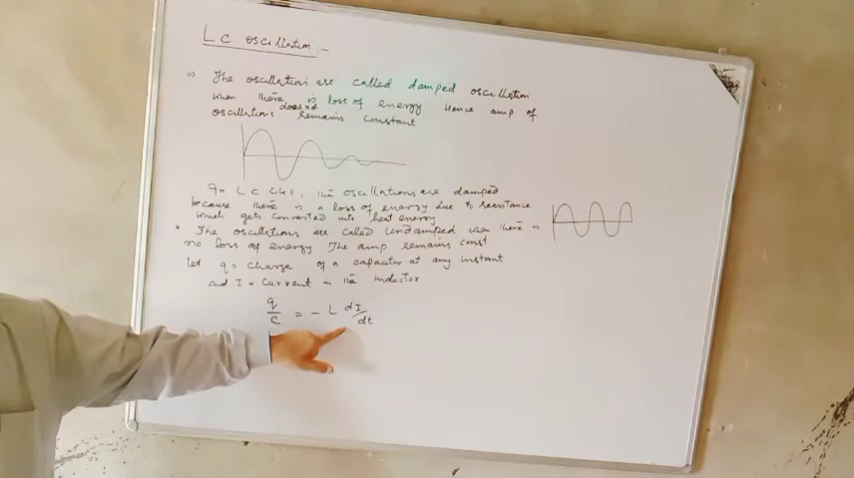 LC oscillation :-
=> The oscillation are called damped oscillation
when there is loss of energy Hence amp of
oscillations doesn't remains constant
In LC ckt, the oscillations are damped
because there is a loss of energy due to resistance
which gets converted into heat energy
* The oscillations are called Undamped when there is
no loss of energy The amp remains const
Let q = charge of a capacitor at any instant
and I = current in the inductor
q/c = - L dI/dt